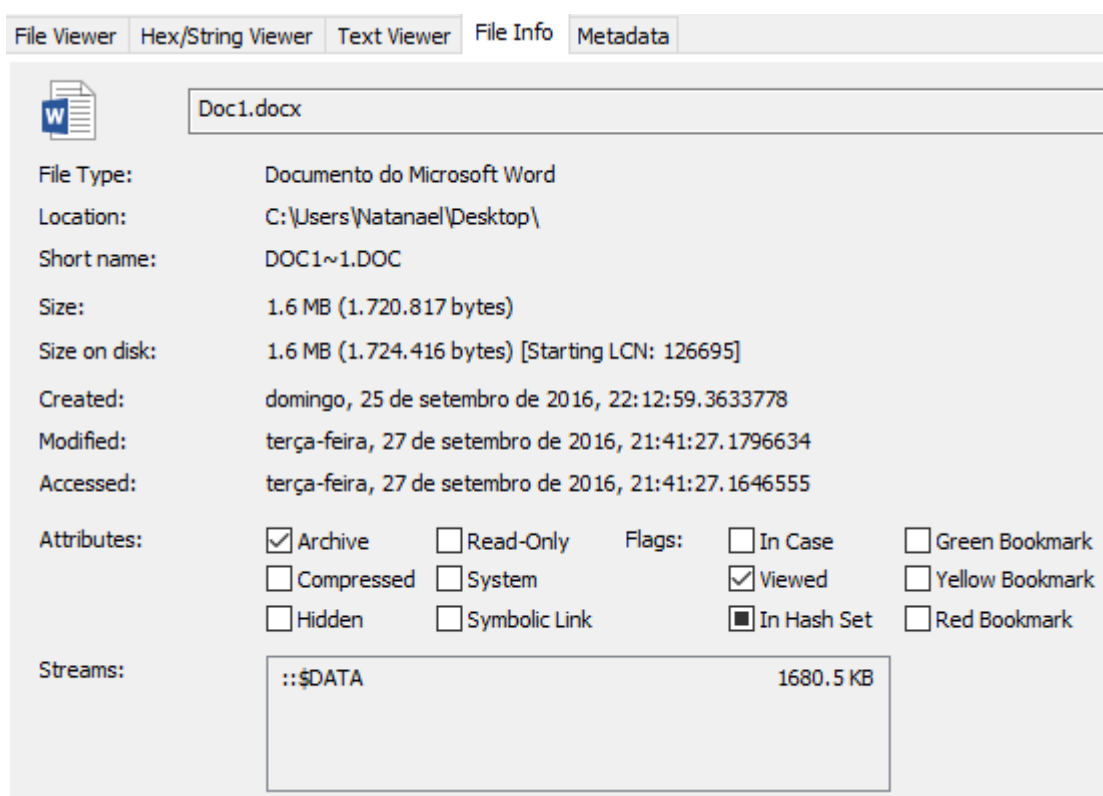 File Viewer Hex/String Viewer Text Viewer File Info Metadata
W
Doc1.docx
File Type: Documento do Microsoft Word
Location: C:\Users\Natanael\Desktop\
Short name: DOC1~1.DOC
Size: 1.6 MB (1.720.817 bytes)
Size on disk: 1.6 MB (1.724.416 bytes) [Starting LCN: 126695]
Created: domingo, 25 de setembro de 2016, 22:12:59.3633778
Modified: terça-feira, 27 de setembro de 2016, 21:41:27.1796634
Accessed: terça-feira, 27 de setembro de 2016, 21:41:27.1646555
Attributes: Archive Read-Only Flags: In Case Green Bookmark
Compressed System Viewed Yellow Bookmark
Hidden Symbolic Link In Hash Set Red Bookmark
Streams: ::$DATA 1680.5 KB